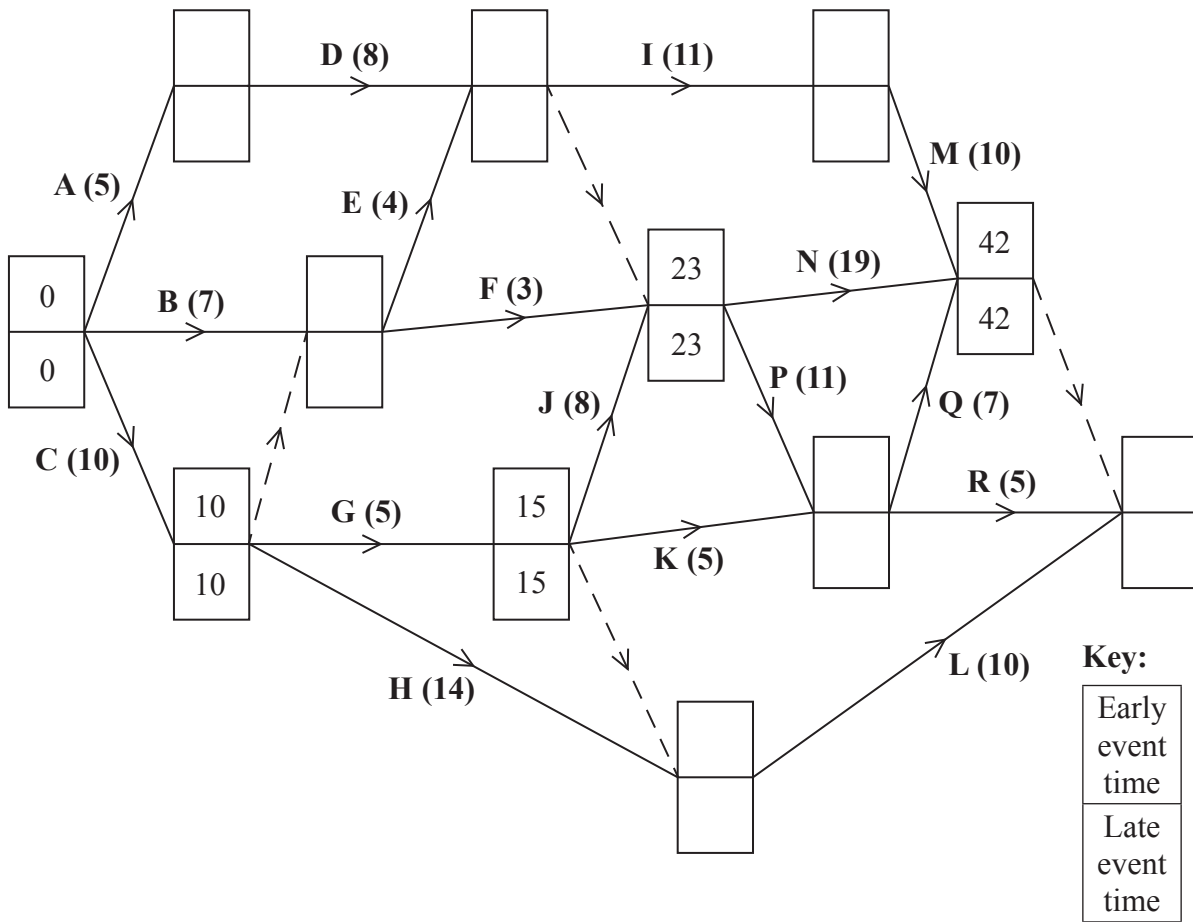 D (8)
I (11)
A (5)
E (4)
M (10)
0
0
B (7)
F (3)
23
23
N (19)
42
42
C (10)
J (8)
P (11)
Q (7)
10
10
G (5)
15
15
K (5)
R (5)
H (14)
L (10)
Key:
Early
event
time
Late
event
time